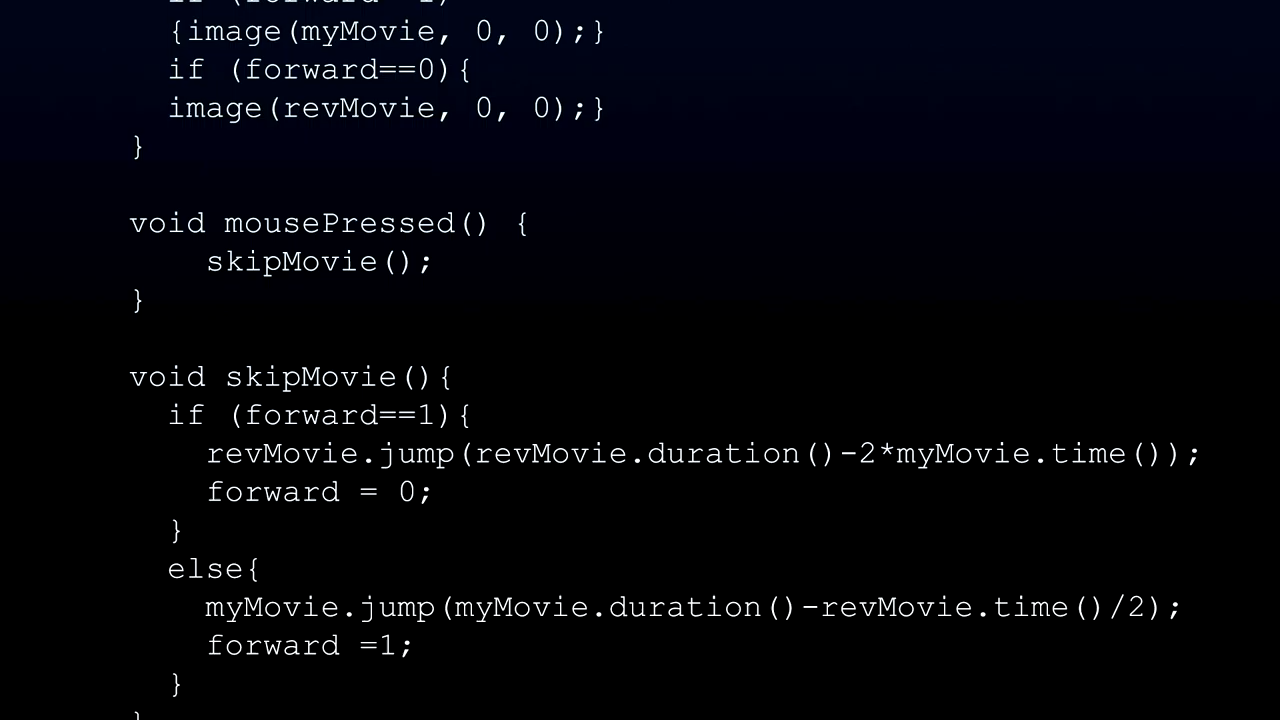 {image(myMovie, 0, 0);}
if (forward==0){
image(revMovie, 0, 0);}
}
void mousePressed() {
skipMovie();
}
void skipMovie(){
if (forward==1){
revMovie.jump(revMovie.duration()-2*myMovie.time());
forward = 0;
}
else{
myMovie.jump(myMovie.duration()-revMovie.time()/2);
forward =1;
}
}